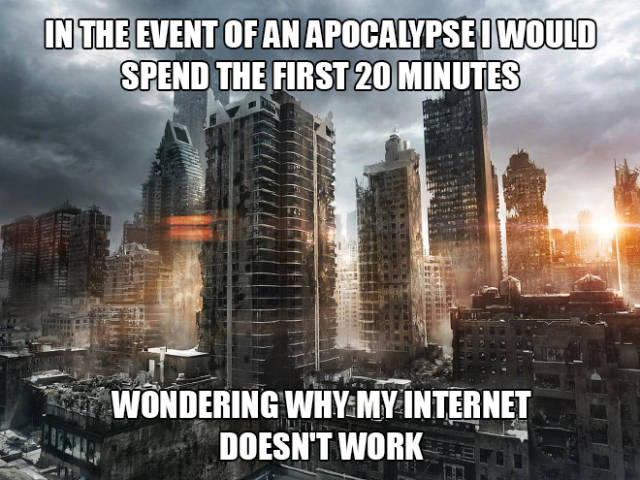 IN THE EVENT OF AN APOCALYPSE I WOULD
SPEND THE FIRST 20 MINUTES
WONDERING WHY MY INTERNET
DOESN'T WORK